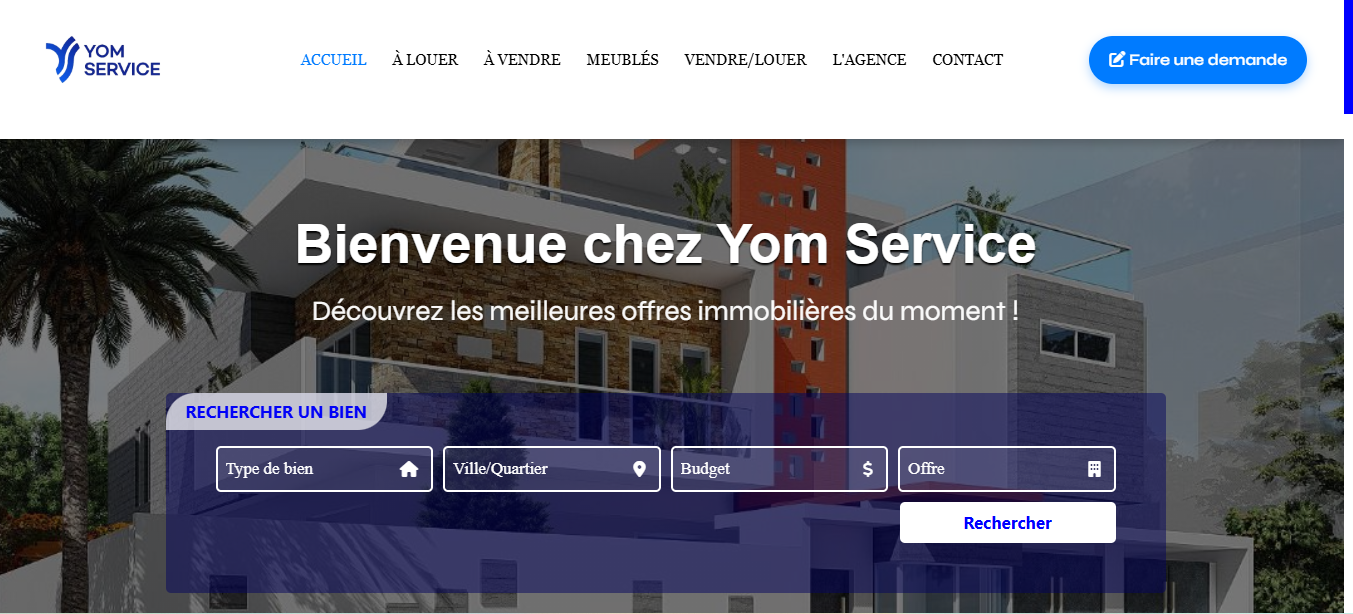 YOM
SERVICE
ACCUEIL À LOUER À VENDRE MEUBLÉS VENDRE/LOUER L'AGENCE CONTACT
Faire une demande
Bienvenue chez Yom Service
Découvrez les meilleures offres immobilières du moment !
RECHERCHER UN BIEN
Type de bien Ville/Quartier Budget $ Offre
Rechercher